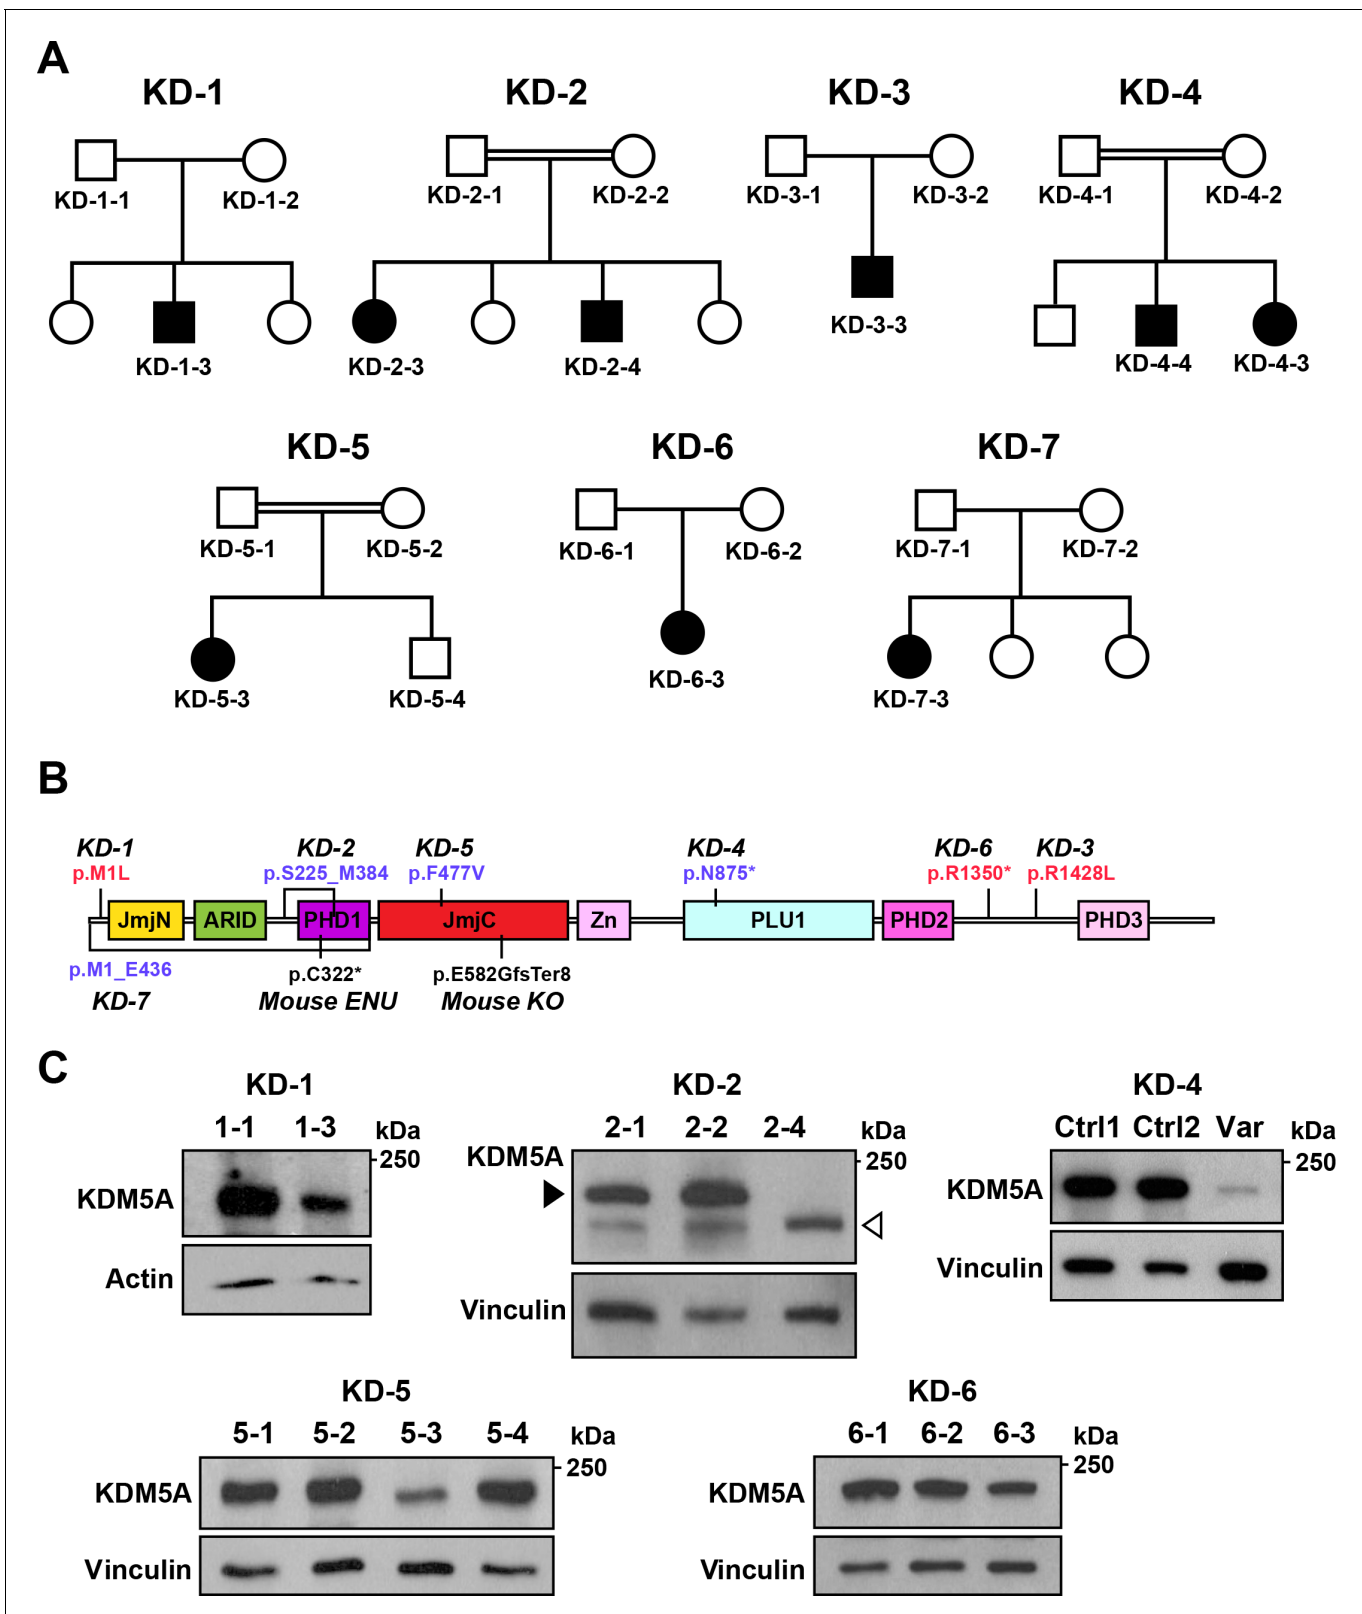 A
KD-1 KD-2 KD-3 KD-4
KD-1-1 KD-1-2 KD-2-1 KD-2-2 KD-3-1 KD-3-2 KD-4-1 KD-4-2
KD-1-3 KD-2-3 KD-2-4 KD-3-3 KD-4-4 KD-4-3
KD-5 KD-6 KD-7
KD-5-1 KD-5-2 KD-6-1 KD-6-2 KD-7-1 KD-7-2
KD-5-3 KD-5-4 KD-6-3 KD-7-3
B
KD-1 KD-2 KD-5 KD-4 KD-6 KD-3
p.M1L p.S225_M384 p.F477V p.N875* p.R1350* p.R1428L
JmjN ARID PHD1 JmjC Zn PLU1 PHD2 PHD3
p.M1_E436 p.C322* p.E582GfsTer8
KD-7 Mouse ENU Mouse KO
C
KD-1 KD-2 KD-4
1-1 1-3 kDa 2-1 2-2 2-4 kDa Ctrl1 Ctrl2 Var kDa
250 KDM5A 250 250
KDM5A KDM5A
Actin Vinculin Vinculin
KD-5 KD-6
5-1 5-2 5-3 5-4 kDa 6-1 6-2 6-3 kDa
250 250
KDM5A KDM5A
Vinculin Vinculin